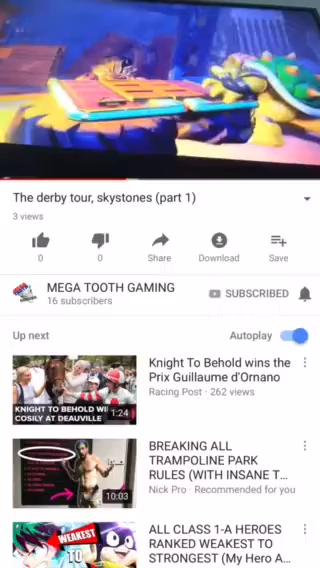 The derby tour, skystones (part 1)
3 views
0
0
Share
Download
Save
MEGA TOOTH GAMING
16 subscribers
SUBSCRIBED
Up next
Autoplay
KNIGHT TO BEHOLD WI
COSILY AT DEAUVILLE
1:24
Knight To Behold wins the
Prix Guillaume d'Ornano
Racing Post · 262 views
10:03
BREAKING ALL
TRAMPOLINE PARK
RULES (WITH INSANE T...
Nick Pro · Recommended for you
WEAKEST
TO
ALL CLASS 1-A HEROES
RANKED WEAKEST TO
STRONGEST (My Hero A...